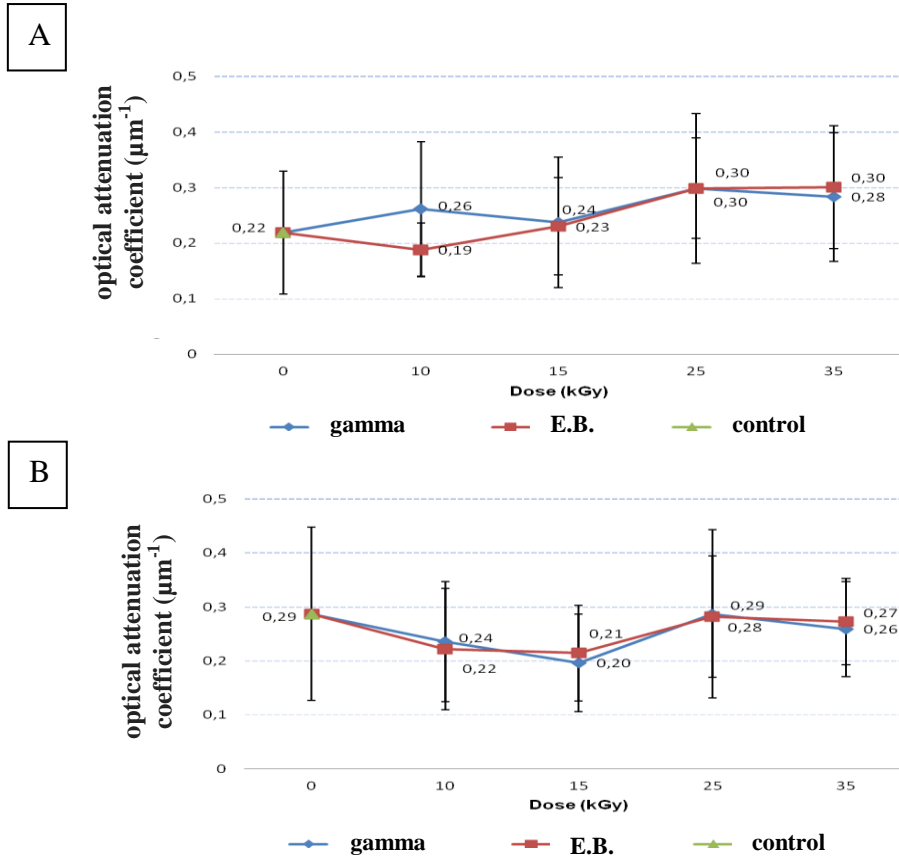 A
optical attenuation
coefficient (µm⁻¹)
0,5
0,4
0,3
0,2
0,1
0
0,22
0,26
0,19
0,24
0,23
0,30
0,30
0,30
0,28
0 10 15 25 35
Dose (kGy)
gamma E.B. control
B
optical attenuation
coefficient (µm⁻¹)
0,5
0,4
0,3
0,2
0,1
0
0,29
0,24
0,22
0,21
0,20
0,29
0,28
0,27
0,26
0 10 15 25 35
Dose (kGy)
gamma E.B. control